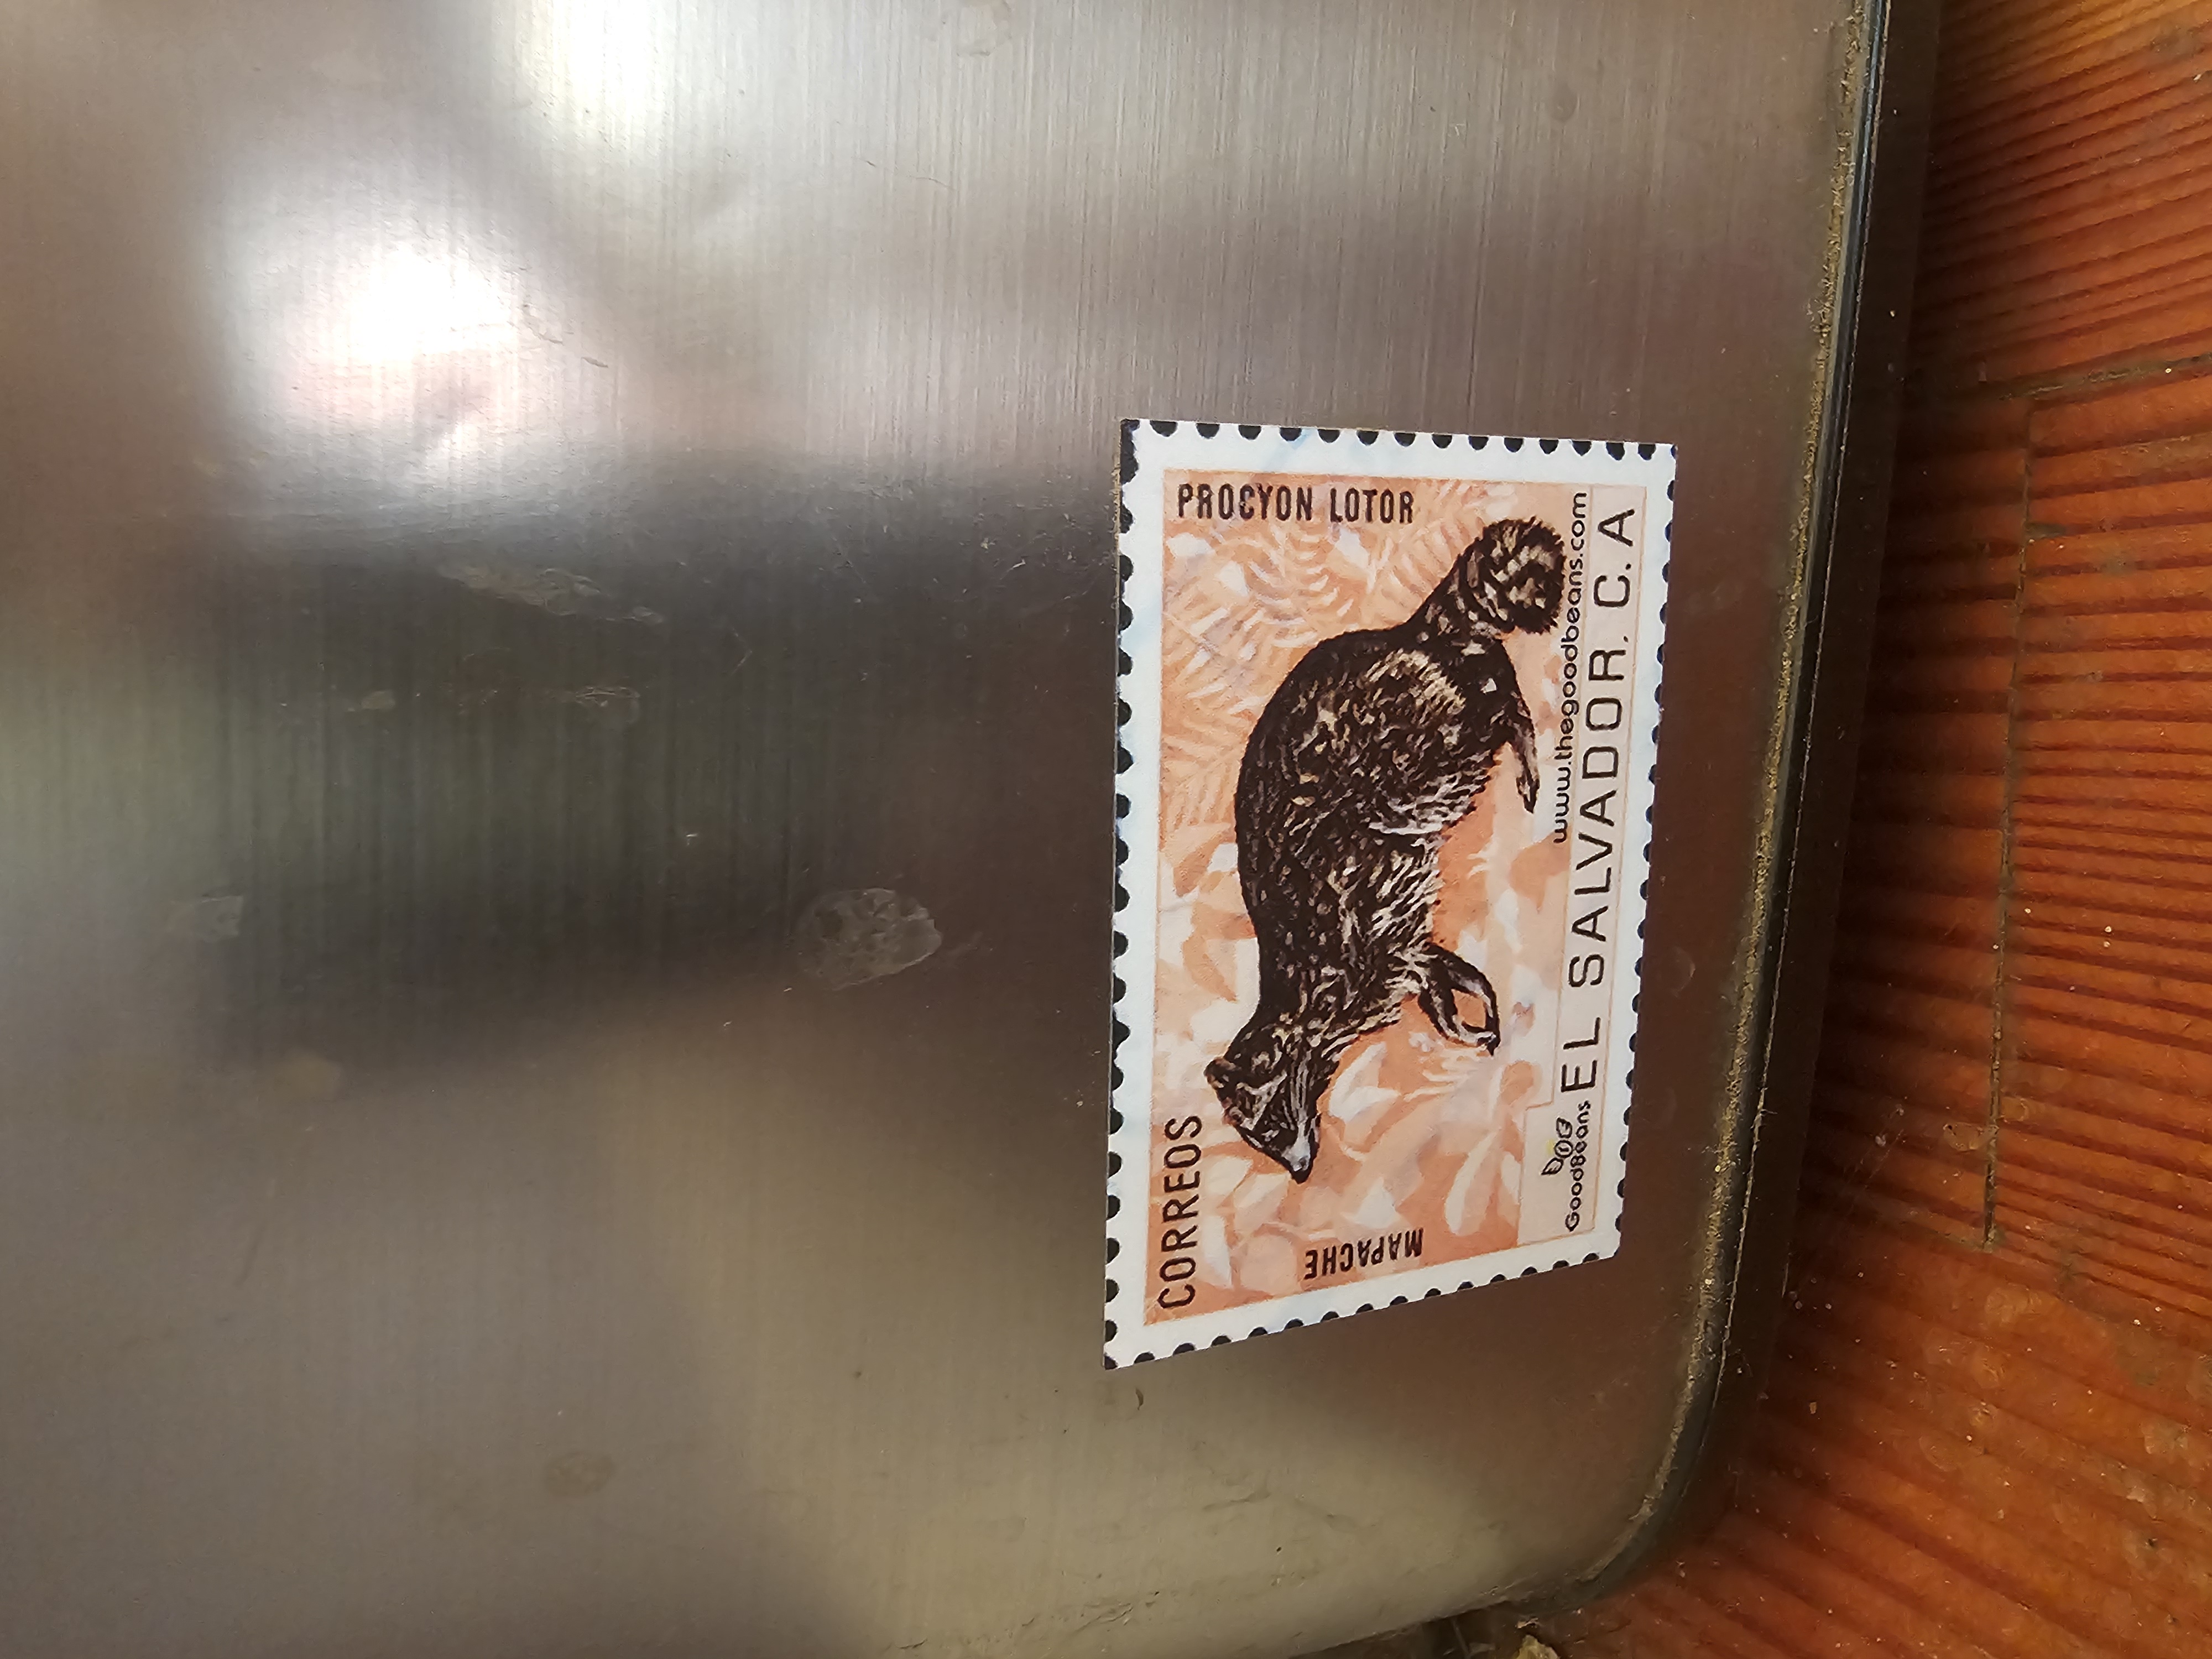 CORREOS
PROCYON LOTOR
MAPACHE
www.thegoodbeans.com
GoodBeans
EL SALVADOR. C.A